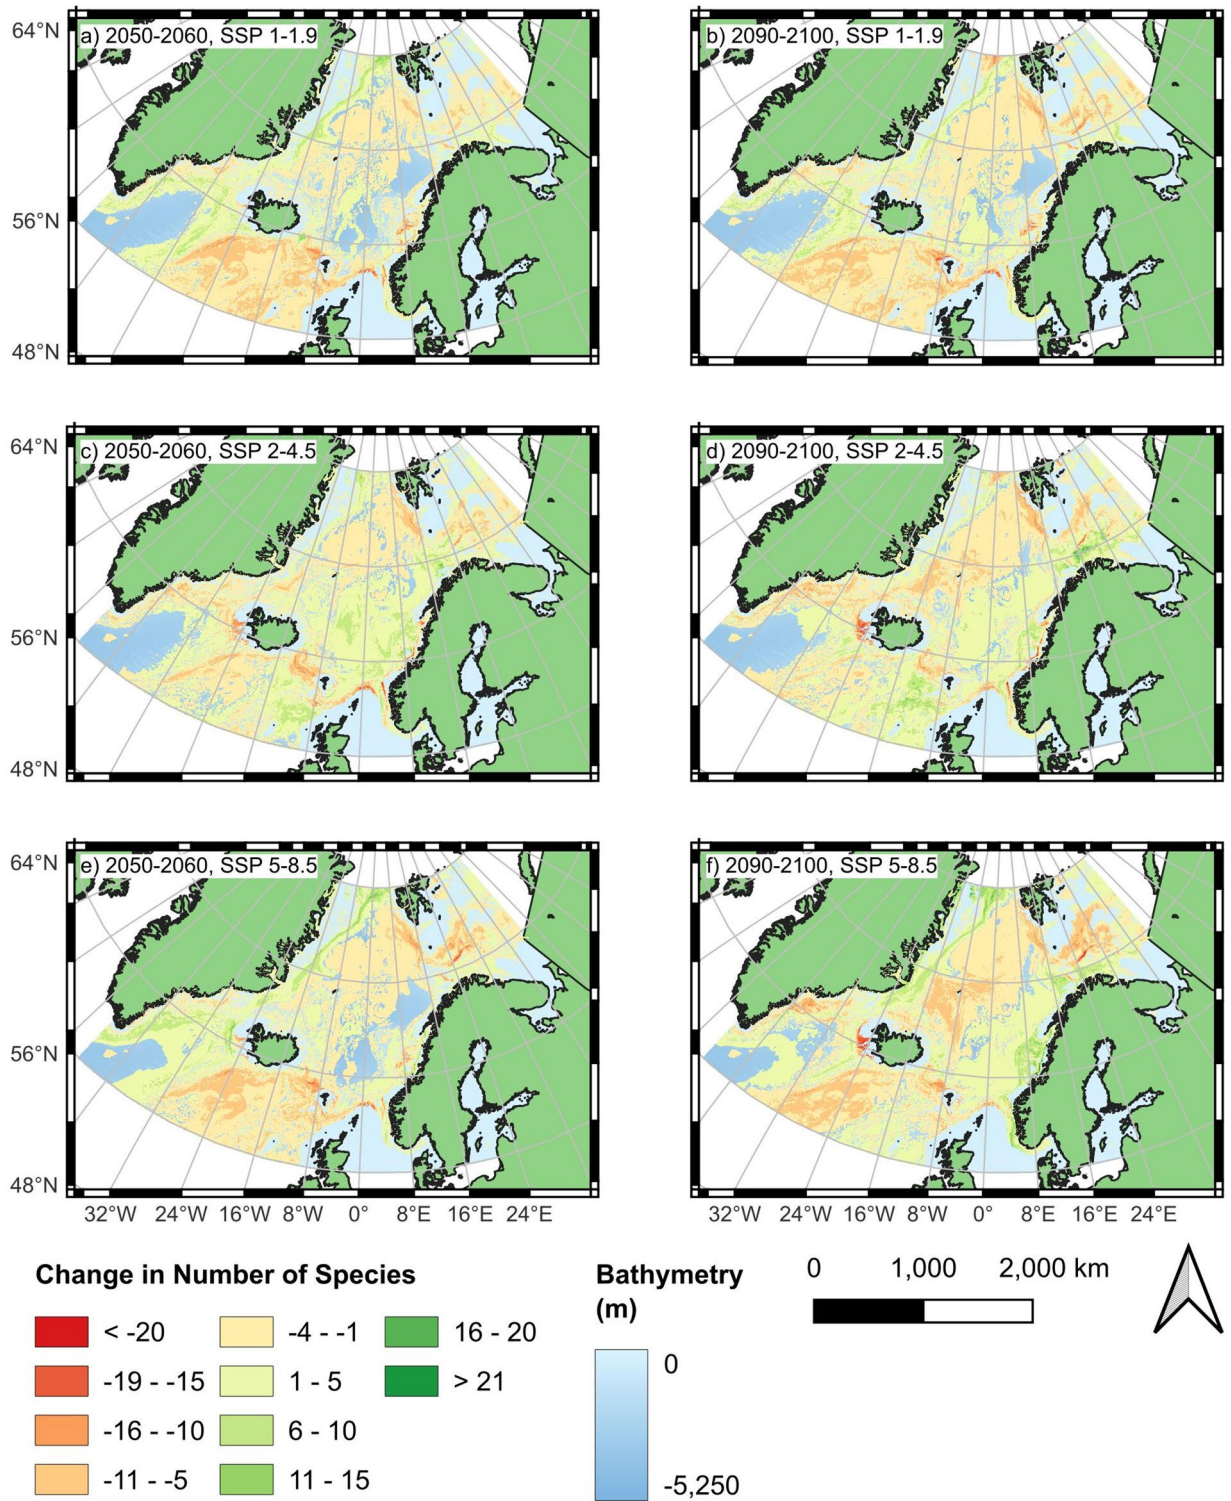 a) 2050-2060, SSP 1-1.9
b) 2090-2100, SSP 1-1.9
64°N
56°N
48°N
c) 2050-2060, SSP 2-4.5
d) 2090-2100, SSP 2-4.5
64°N
56°N
48°N
e) 2050-2060, SSP 5-8.5
f) 2090-2100, SSP 5-8.5
64°N
56°N
48°N
32°W 24°W 16°W 8°W 0° 8°E 16°E 24°E
32°W 24°W 16°W 8°W 0° 8°E 16°E 24°E
Change in Number of Species
< -20
-19 - -15
-16 - -10
-11 - -5
-4 - -1
1 - 5
6 - 10
11 - 15
16 - 20
> 21
Bathymetry
(m)
0
-5,250
0 1,000 2,000 km